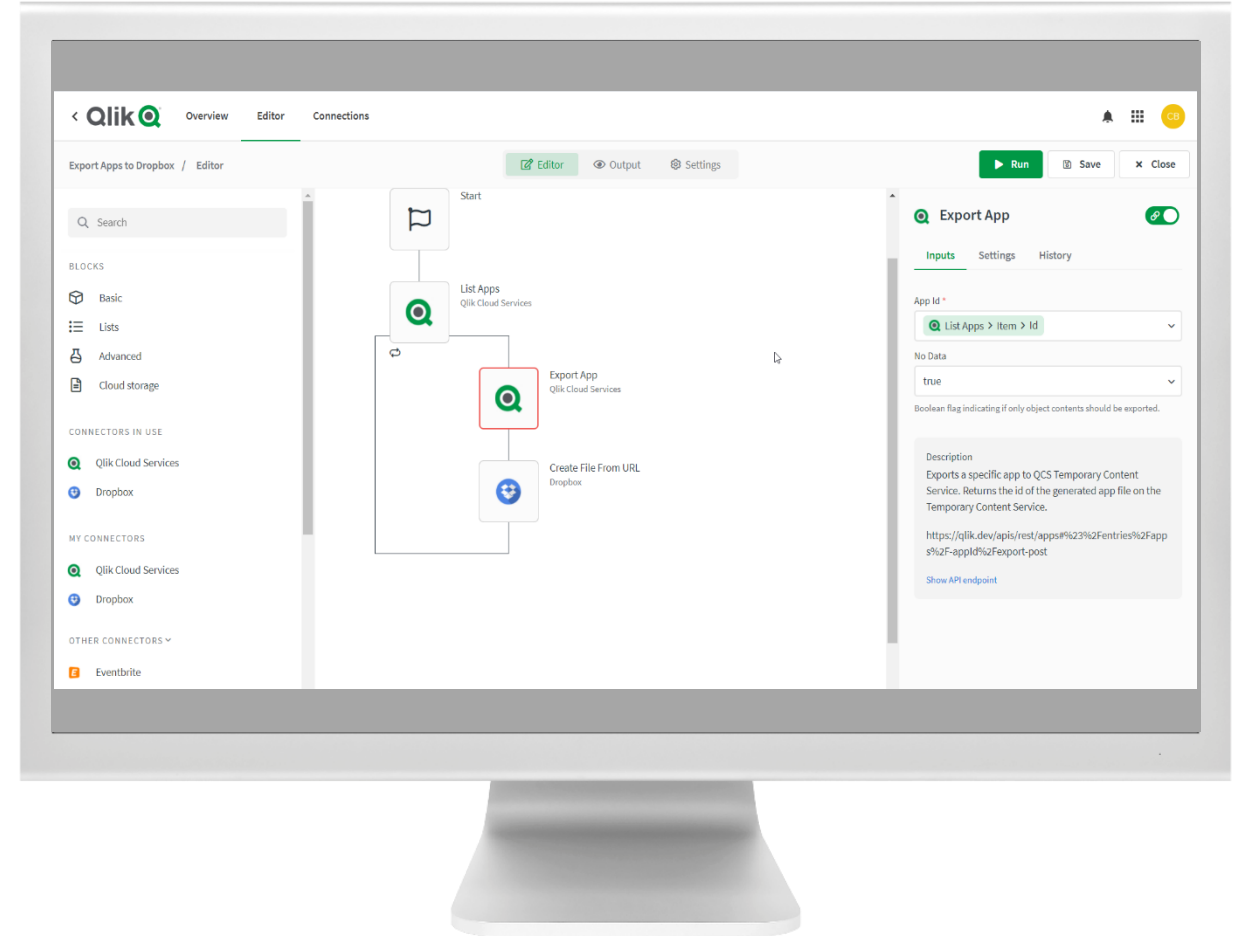 Qlik
Overview
Editor
Connections
CB
Export Apps to Dropbox / Editor
Editor
Output
Settings
Run
Save
Close
Search
BLOCKS
Basic
Lists
Advanced
Cloud storage
CONNECTORS IN USE
Qlik Cloud Services
Dropbox
MY CONNECTORS
Qlik Cloud Services
Dropbox
OTHER CONNECTORS
E Eventbrite
Start
List Apps
Qlik Cloud Services
Export App
Qlik Cloud Services
Create File From URL
Dropbox
Export App
Inputs
Settings
History
App Id *
List Apps > Item > Id
No Data
true
Boolean flag indicating if only object contents should be exported.
Description
Exports a specific app to QCS Temporary Content
Service. Returns the id of the generated app file on the
Temporary Content Service.
https://qlik.dev/apis/rest/apps#%23%2Fentries%2Fapp
s%2F-appId%2Fexport-post
Show API endpoint